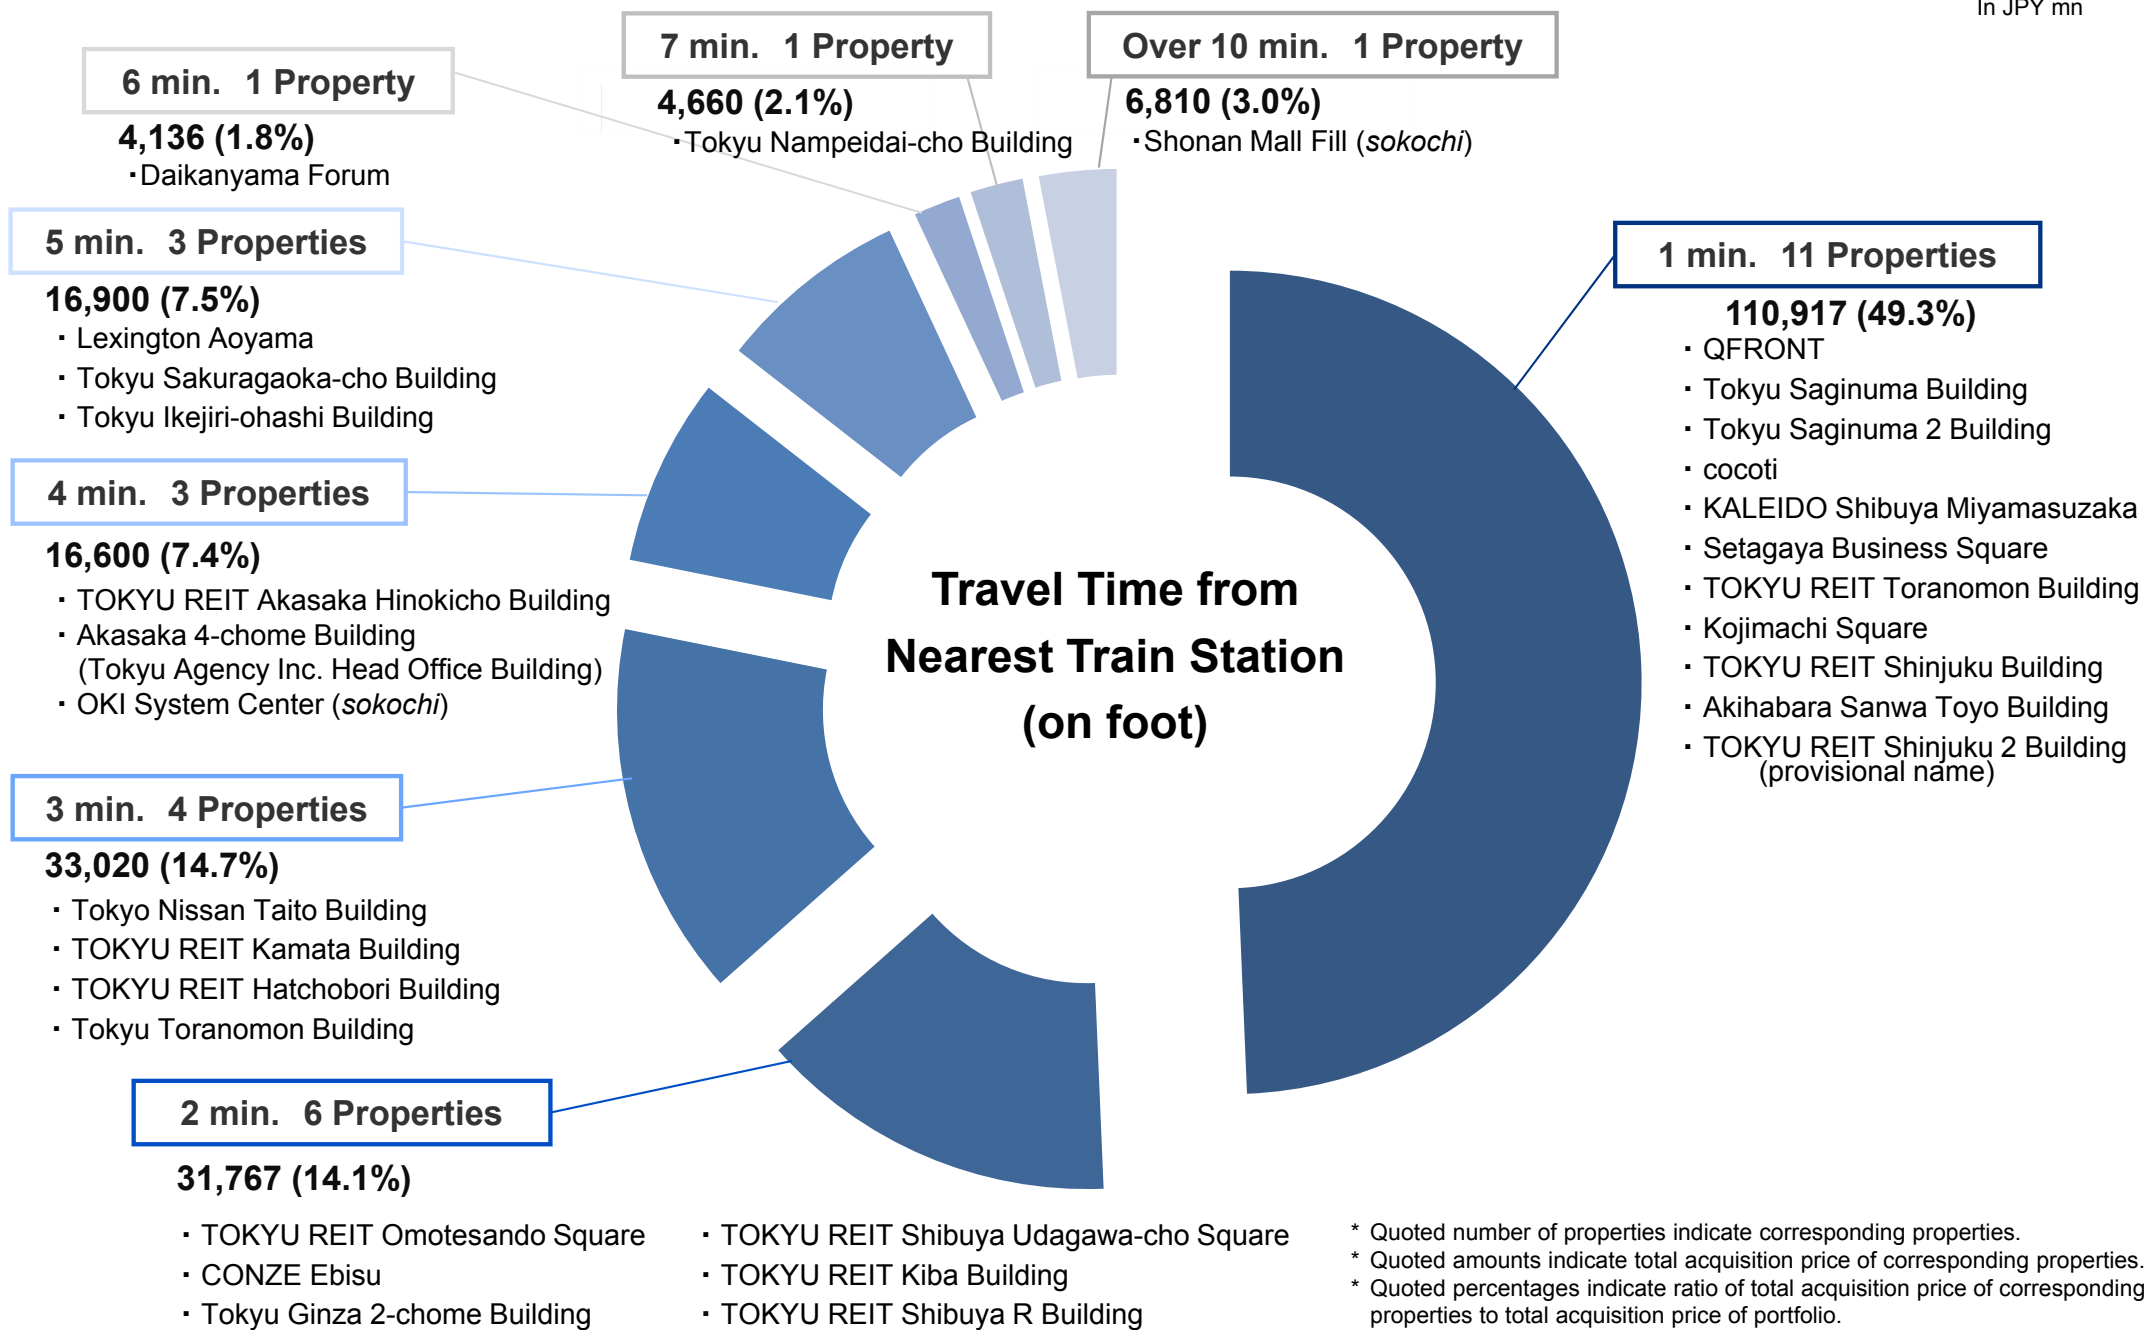 In JPY mn
6 min. 1 Property
4,136 (1.8%)
・Daikanyama Forum
7 min. 1 Property
4,660 (2.1%)
・Tokyu Nampeidai-cho Building
Over 10 min. 1 Property
6,810 (3.0%)
・Shonan Mall Fill (sokochi)
5 min. 3 Properties
16,900 (7.5%)
・Lexington Aoyama
・Tokyu Sakuragaoka-cho Building
・Tokyu Ikejiri-ohashi Building
1 min. 11 Properties
110,917 (49.3%)
・QFRONT
・Tokyu Saginuma Building
・Tokyu Saginuma 2 Building
・cocoti
・KALEIDO Shibuya Miyamasuzaka
・Setagaya Business Square
・TOKYU REIT Toranomon Building
・Kojimachi Square
・TOKYU REIT Shinjuku Building
・Akihabara Sanwa Toyo Building
・TOKYU REIT Shinjuku 2 Building
(provisional name)
4 min. 3 Properties
16,600 (7.4%)
・TOKYU REIT Akasaka Hinokicho Building
・Akasaka 4-chome Building
(Tokyu Agency Inc. Head Office Building)
・OKI System Center (sokochi)
Travel Time from
Nearest Train Station
(on foot)
3 min. 4 Properties
33,020 (14.7%)
・Tokyo Nissan Taito Building
・TOKYU REIT Kamata Building
・TOKYU REIT Hatchobori Building
・Tokyu Toranomon Building
2 min. 6 Properties
31,767 (14.1%)
・TOKYU REIT Omotesando Square
・CONZE Ebisu
・Tokyu Ginza 2-chome Building
・TOKYU REIT Shibuya Udagawa-cho Square
・TOKYU REIT Kiba Building
・TOKYU REIT Shibuya R Building
* Quoted number of properties indicate corresponding properties.
* Quoted amounts indicate total acquisition price of corresponding properties.
* Quoted percentages indicate ratio of total acquisition price of corresponding
properties to total acquisition price of portfolio.